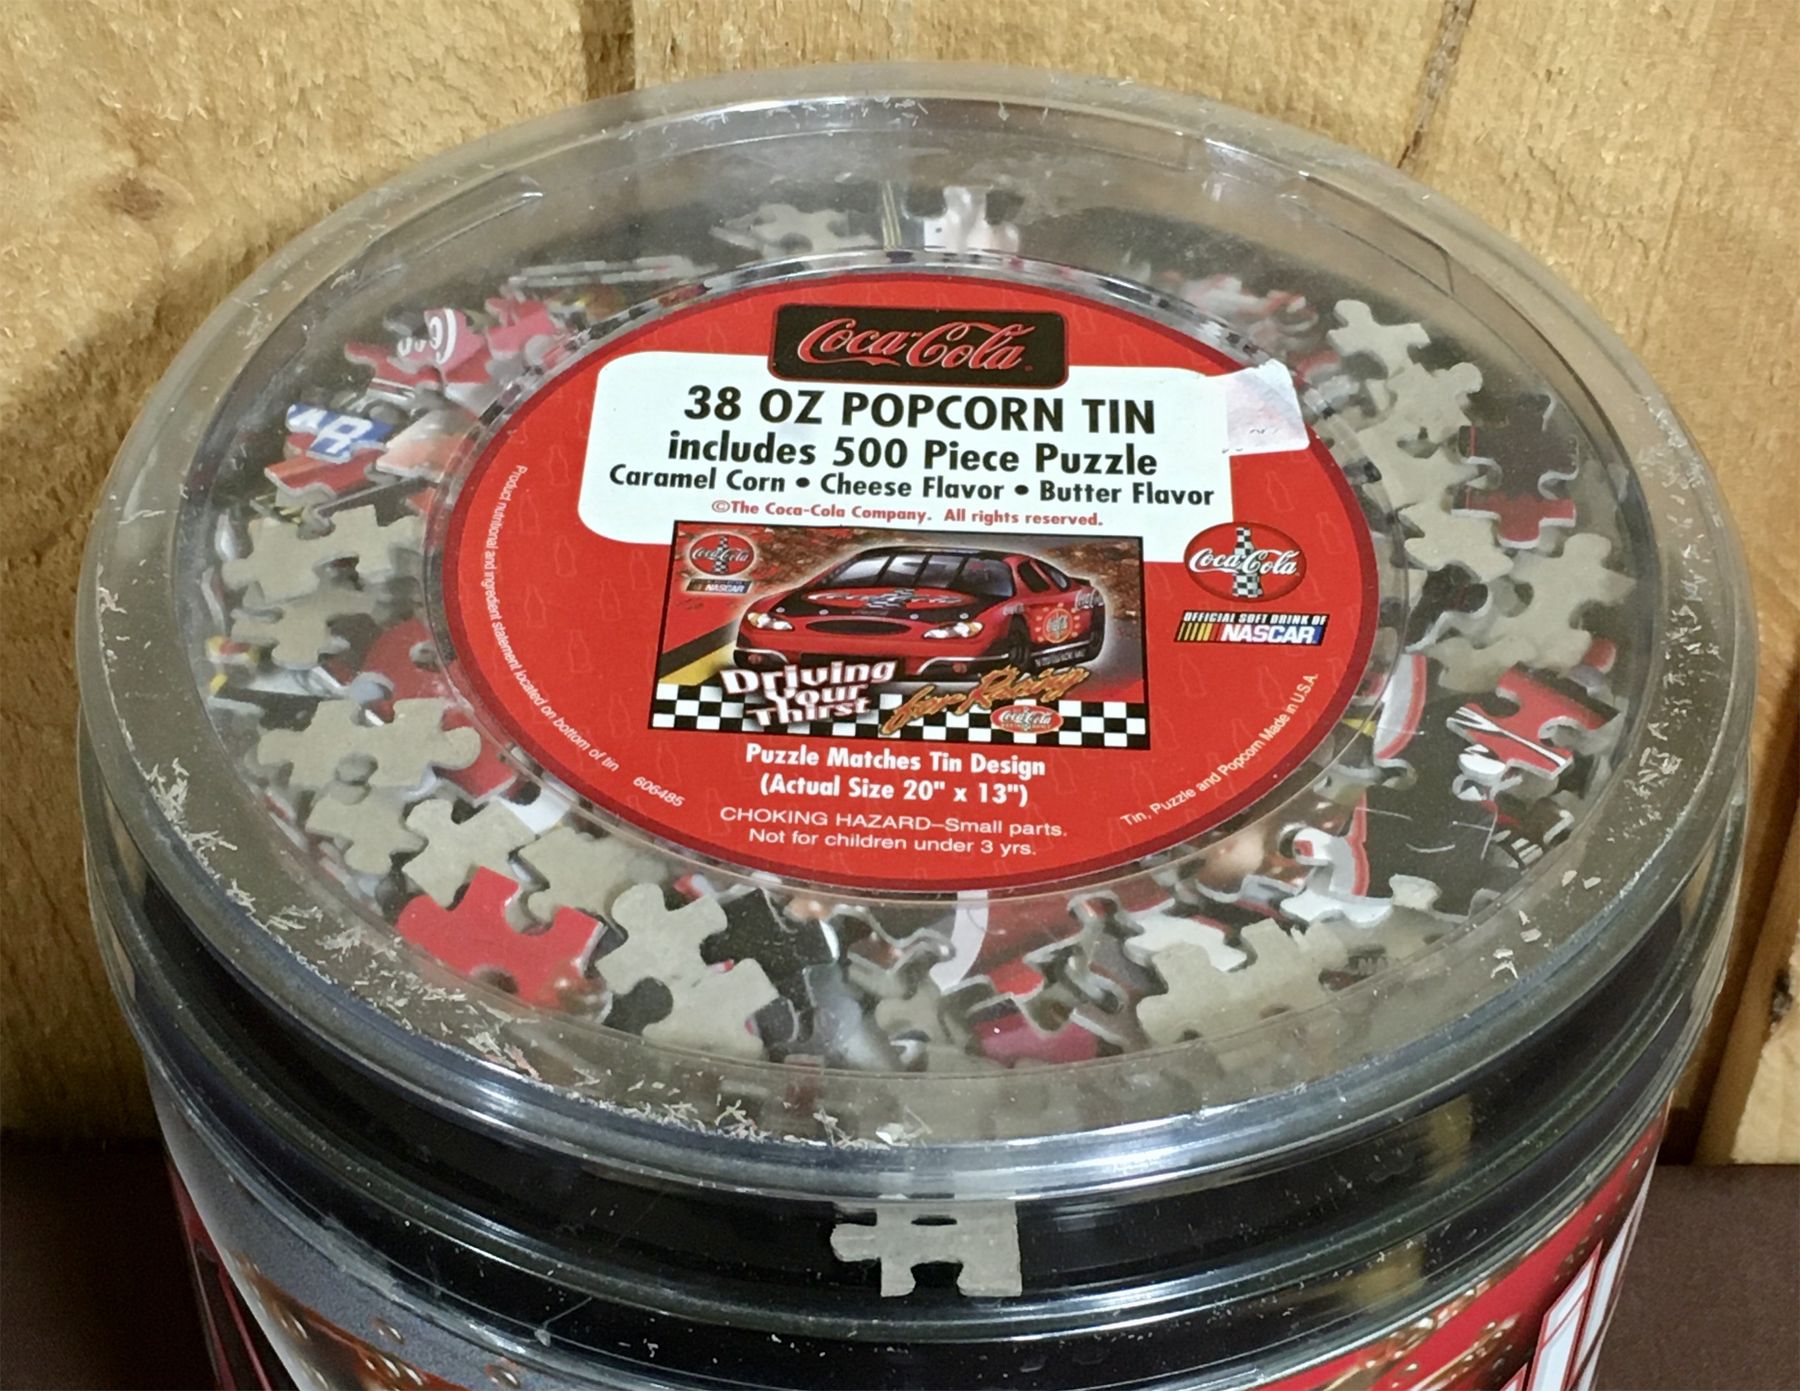 Coca-Cola
38 OZ POPCORN TIN
includes 500 Piece Puzzle
Caramel Corn • Cheese Flavor • Butter Flavor
©The Coca-Cola Company. All rights reserved.
Coca-Cola
NASCAR
Coca-Cola
Driving
Your
Thirst
for Racing
Coca-Cola
Coca-Cola
OFFICIAL SOFT DRINK OF
NASCAR
Puzzle Matches Tin Design
(Actual Size 20" x 13")
CHOKING HAZARD–Small parts.
Not for children under 3 yrs.
Product nutritional and ingredient statement located on bottom of tin 606485
Tin, Puzzle and Popcorn Made in U.S.A.